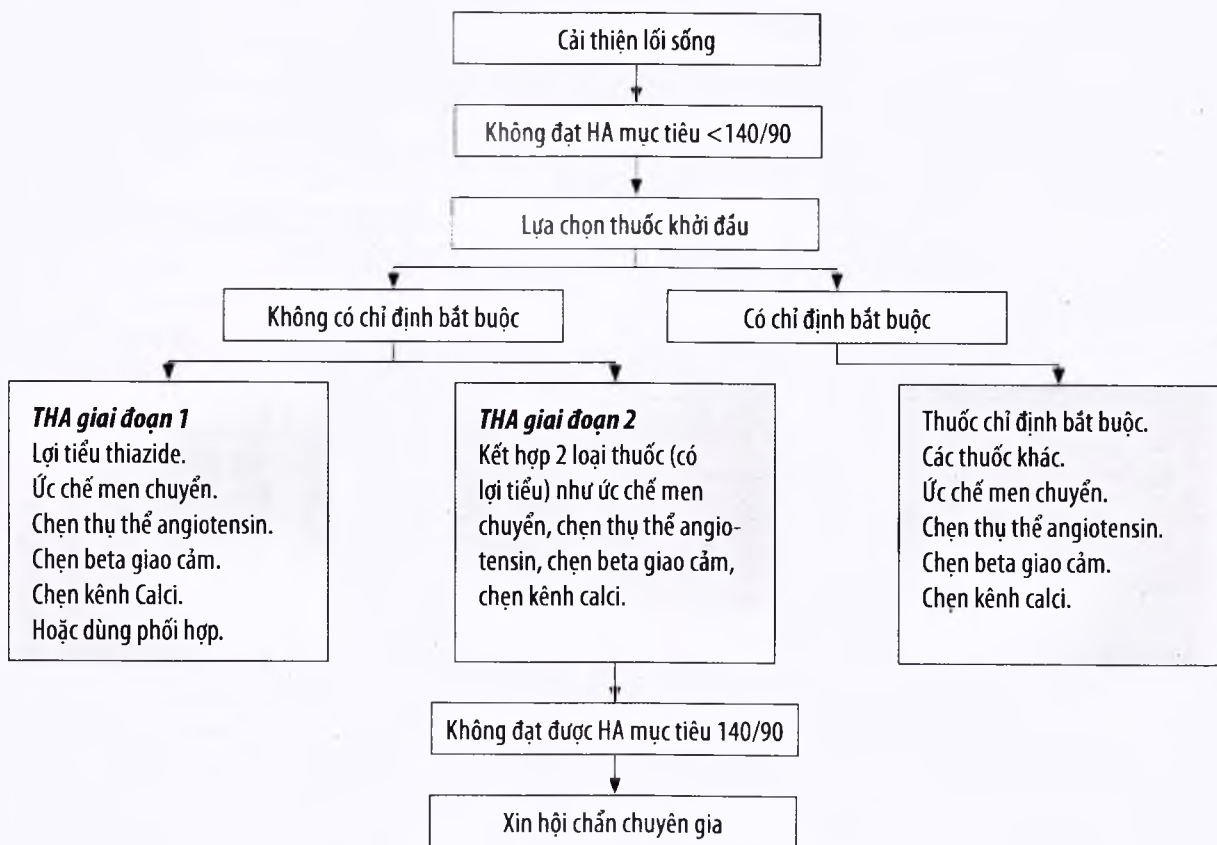 Cải thiện lối sống
Không đạt HA mục tiêu <140/90
Lựa chọn thuốc khởi đầu
Không có chỉ định bắt buộc
Có chỉ định bắt buộc
THA giai đoạn 1
Lợi tiểu thiazide.
Ức chế men chuyển.
Chẹn thụ thể angiotensin.
Chẹn beta giao cảm.
Chẹn kênh Calci.
Hoặc dùng phối hợp.
THA giai đoạn 2
Kết hợp 2 loại thuốc (có
lợi tiểu) như ức chế men
chuyển, chẹn thụ thể angio-
tensin, chẹn beta giao cảm,
chẹn kênh calci.
Thuốc chỉ định bắt buộc.
Các thuốc khác.
Ức chế men chuyển.
Chẹn thụ thể angiotensin.
Chẹn beta giao cảm.
Chẹn kênh calci.
Không đạt được HA mục tiêu 140/90
Xin hội chẩn chuyên gia